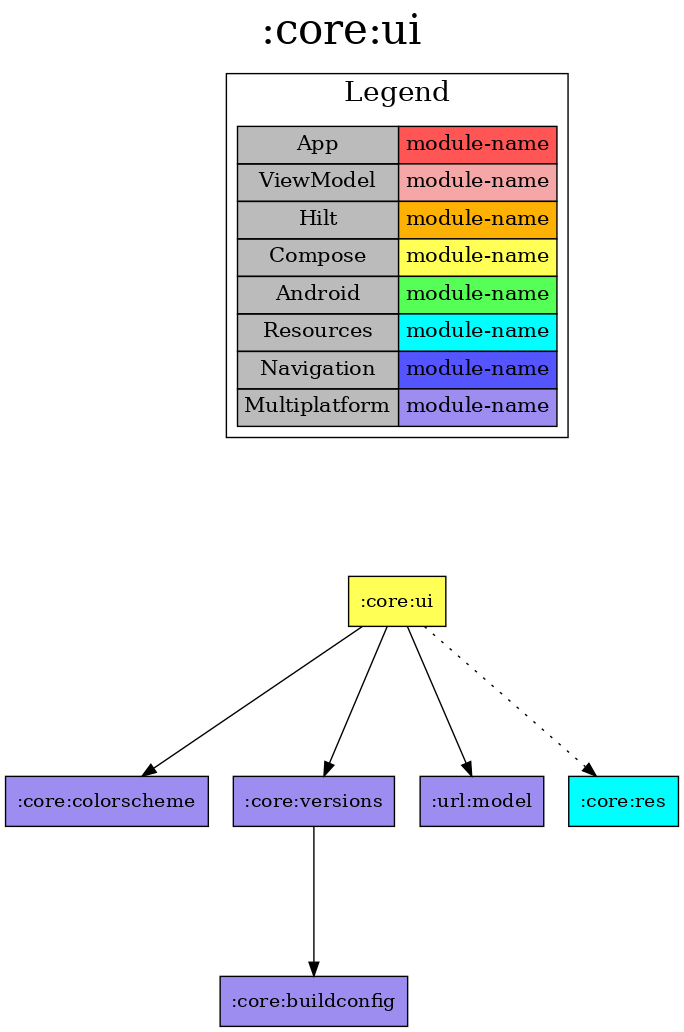 :core:ui
Legend
App module-name
ViewModel module-name
Hilt module-name
Compose module-name
Android module-name
Resources module-name
Navigation module-name
Multiplatform module-name
:core:ui
:core:colorscheme :core:versions :url:model :core:res
:core:buildconfig